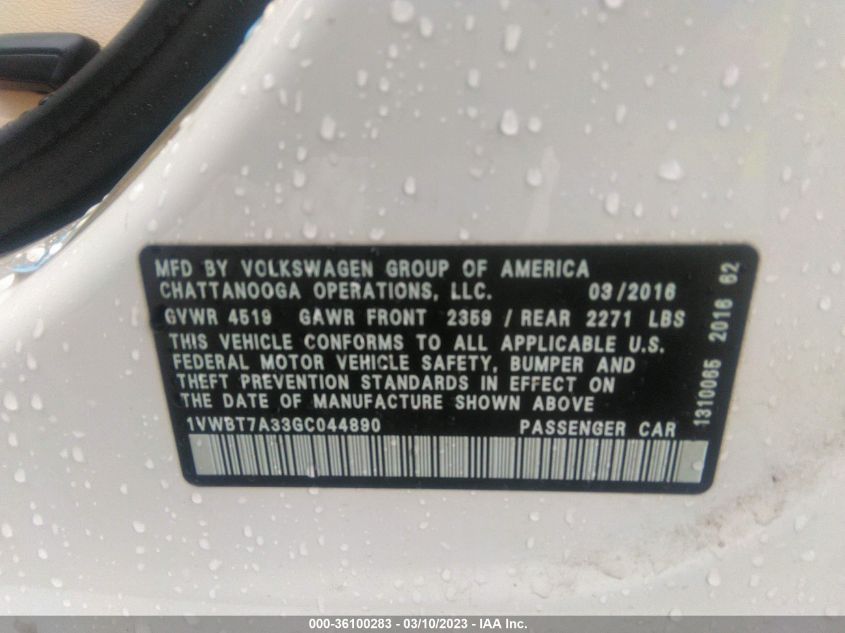 MFD BY VOLKSWAGEN GROUP OF AMERICA
CHATTANOOGA OPERATIONS, LLC. 03/2016
GVWR 4519 GAWR FRONT 2359 / REAR 2271 LBS
THIS VEHICLE CONFORMS TO ALL APPLICABLE U.S.
FEDERAL MOTOR VEHICLE SAFETY, BUMPER AND
THEFT PREVENTION STANDARDS IN EFFECT ON
THE DATE OF MANUFACTURE SHOWN ABOVE
1VWBT7A33GC044890 PASSENGER CAR
1310065 2016 62
000-36100283 - 03/10/2023 - IAA Inc.